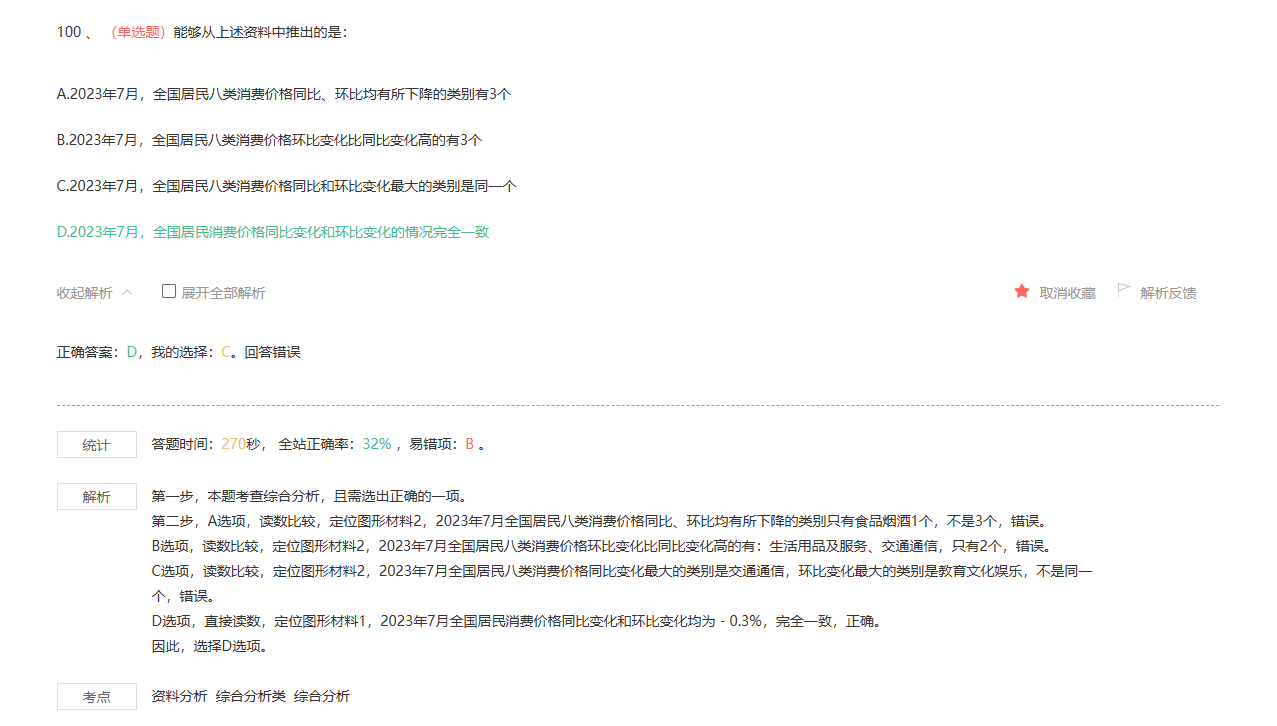 100 、 （单选题）能够从上述资料中推出的是：
A.2023年7月，全国居民八类消费价格同比、环比均有所下降的类别有3个
B.2023年7月，全国居民八类消费价格环比变化比同比变化高的有3个
C.2023年7月，全国居民八类消费价格同比和环比变化最大的类别是同一个
D.2023年7月，全国居民消费价格同比变化和环比变化的情况完全一致
收起解析 展开全部解析 取消收藏 解析反馈
正确答案：D，我的选择：C。回答错误
统计 答题时间：270秒， 全站正确率：32% ，易错项：B 。
解析 第一步，本题考查综合分析，且需选出正确的一项。
第二步，A选项，读数比较，定位图形材料2，2023年7月全国居民八类消费价格同比、环比均有所下降的类别只有食品烟酒1个，不是3个，错误。
B选项，读数比较，定位图形材料2，2023年7月全国居民八类消费价格环比变化比同比变化高的有：生活用品及服务、交通通信，只有2个，错误。
C选项，读数比较，定位图形材料2，2023年7月全国居民八类消费价格同比变化最大的类别是交通通信，环比变化最大的类别是教育文化娱乐，不是同一
个，错误。
D选项，直接读数，定位图形材料1，2023年7月全国居民消费价格同比变化和环比变化均为 - 0.3%，完全一致，正确。
因此，选择D选项。
考点 资料分析 综合分析类 综合分析